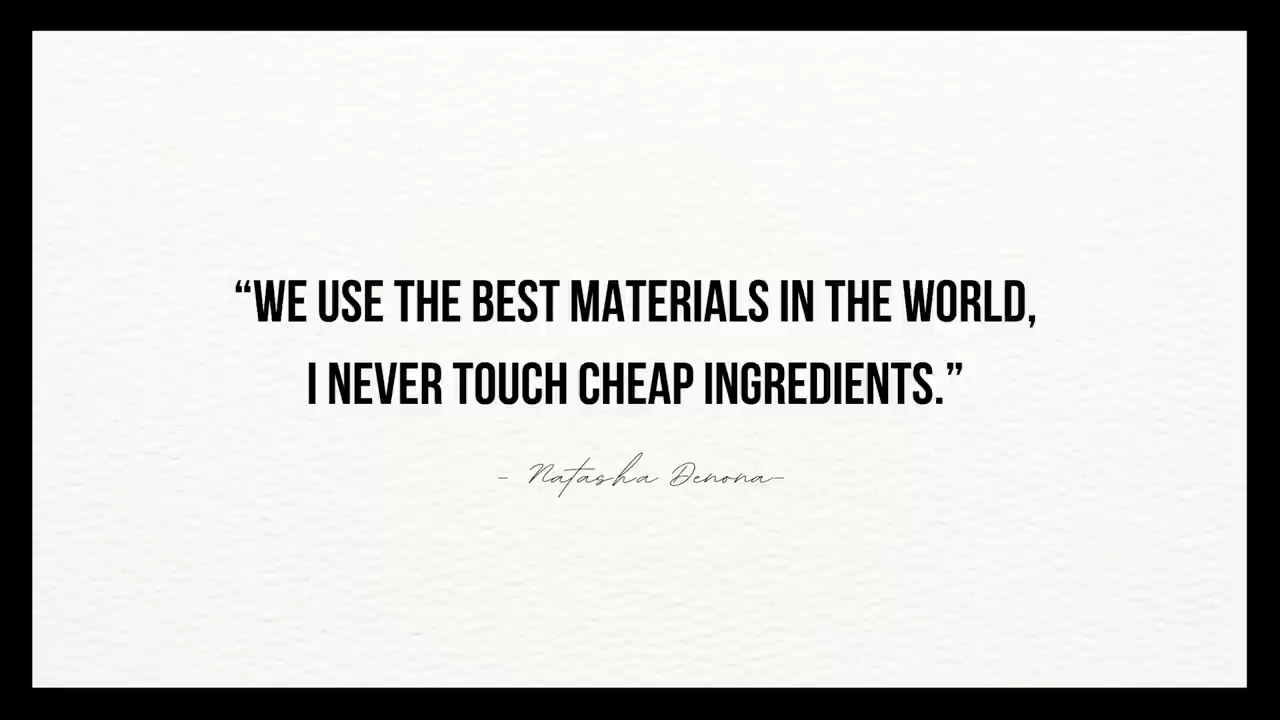 “WE USE THE BEST MATERIALS IN THE WORLD,
I NEVER TOUCH CHEAP INGREDIENTS.”
- Natasha Denona-